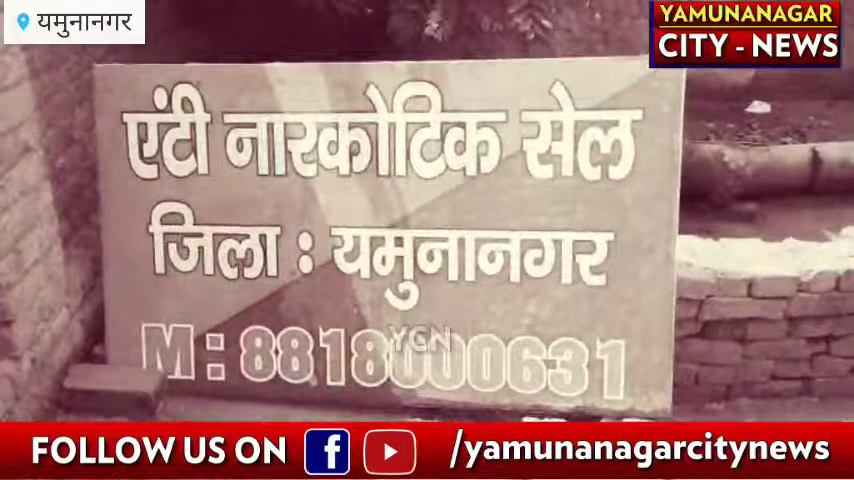 यमुनानगर
YAMUNANAGAR
CITY - NEWS
एंटी नारकोटिक सेल
जिला : यमुनानगर
M : 8818000631
YCN
FOLLOW US ON /yamunanagarcitynews